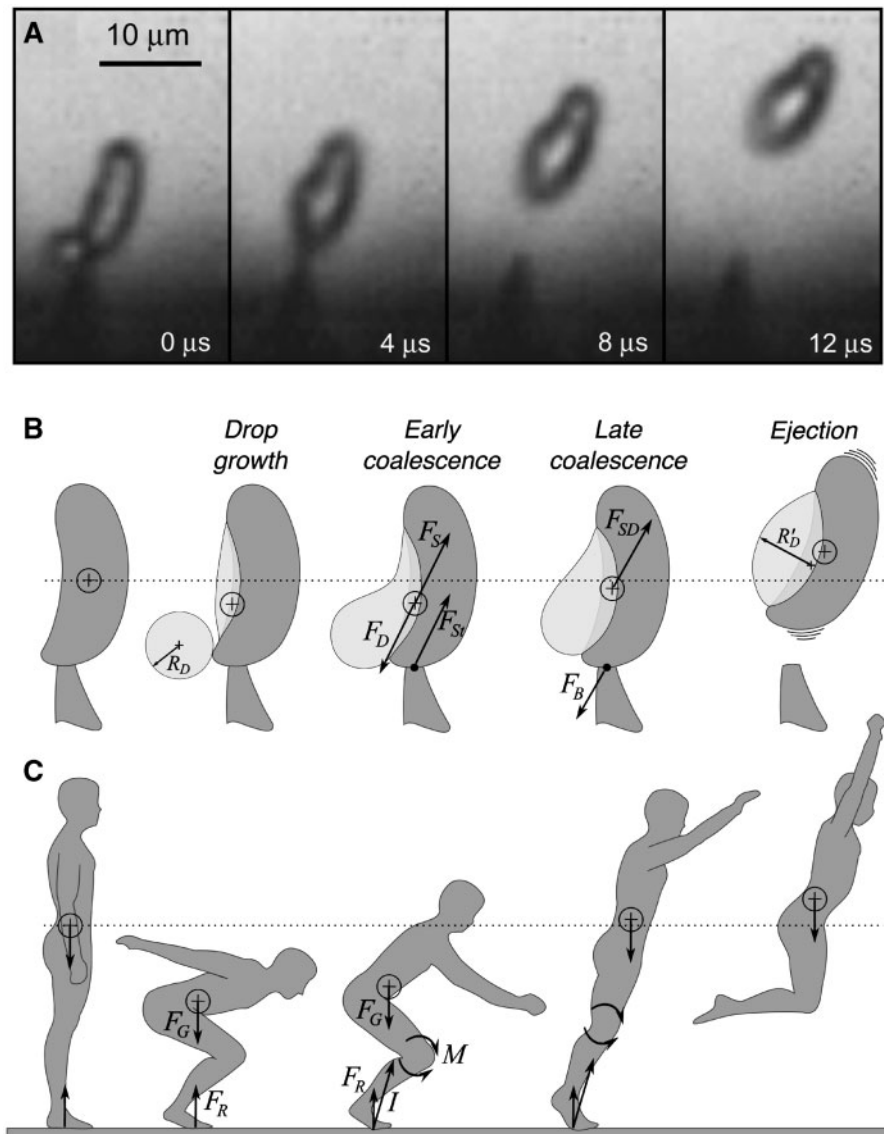 A
10 μm
0 μs
4 μs
8 μs
12 μs
B
Drop growth
Early coalescence
Late coalescence
Ejection
R_D
F_S
F_D
F_St
F_SD
F_B
R'_D
C
F_G
F_R
F_G
F_R
I
M